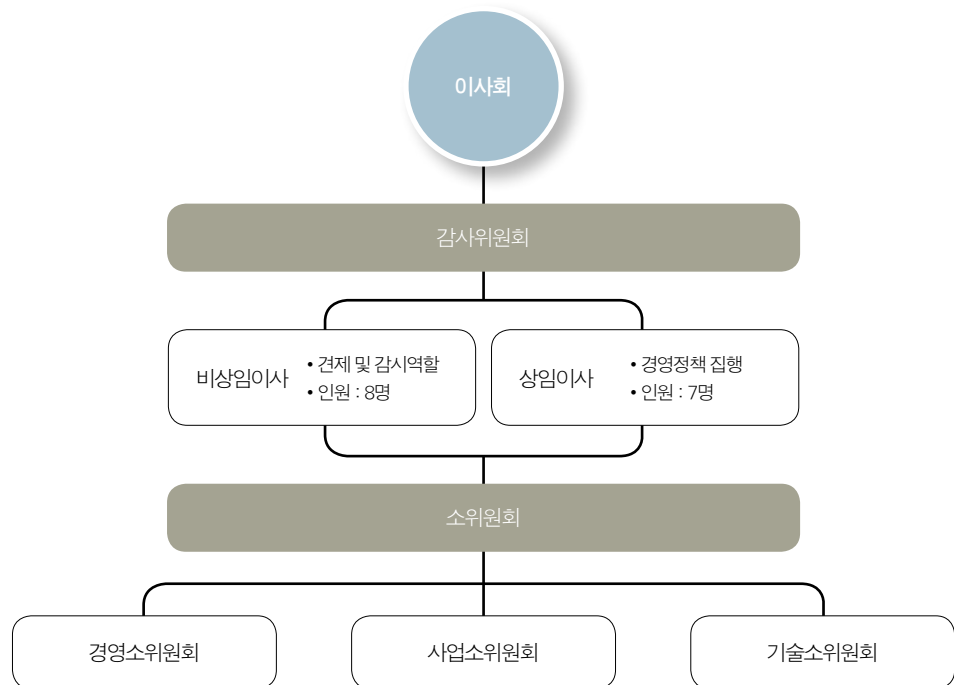 이사회
감사위원회
비상임이사
• 견제 및 감시역할
• 인원 : 8명
상임이사
• 경영정책 집행
• 인원 : 7명
소위원회
경영소위원회
사업소위원회
기술소위원회